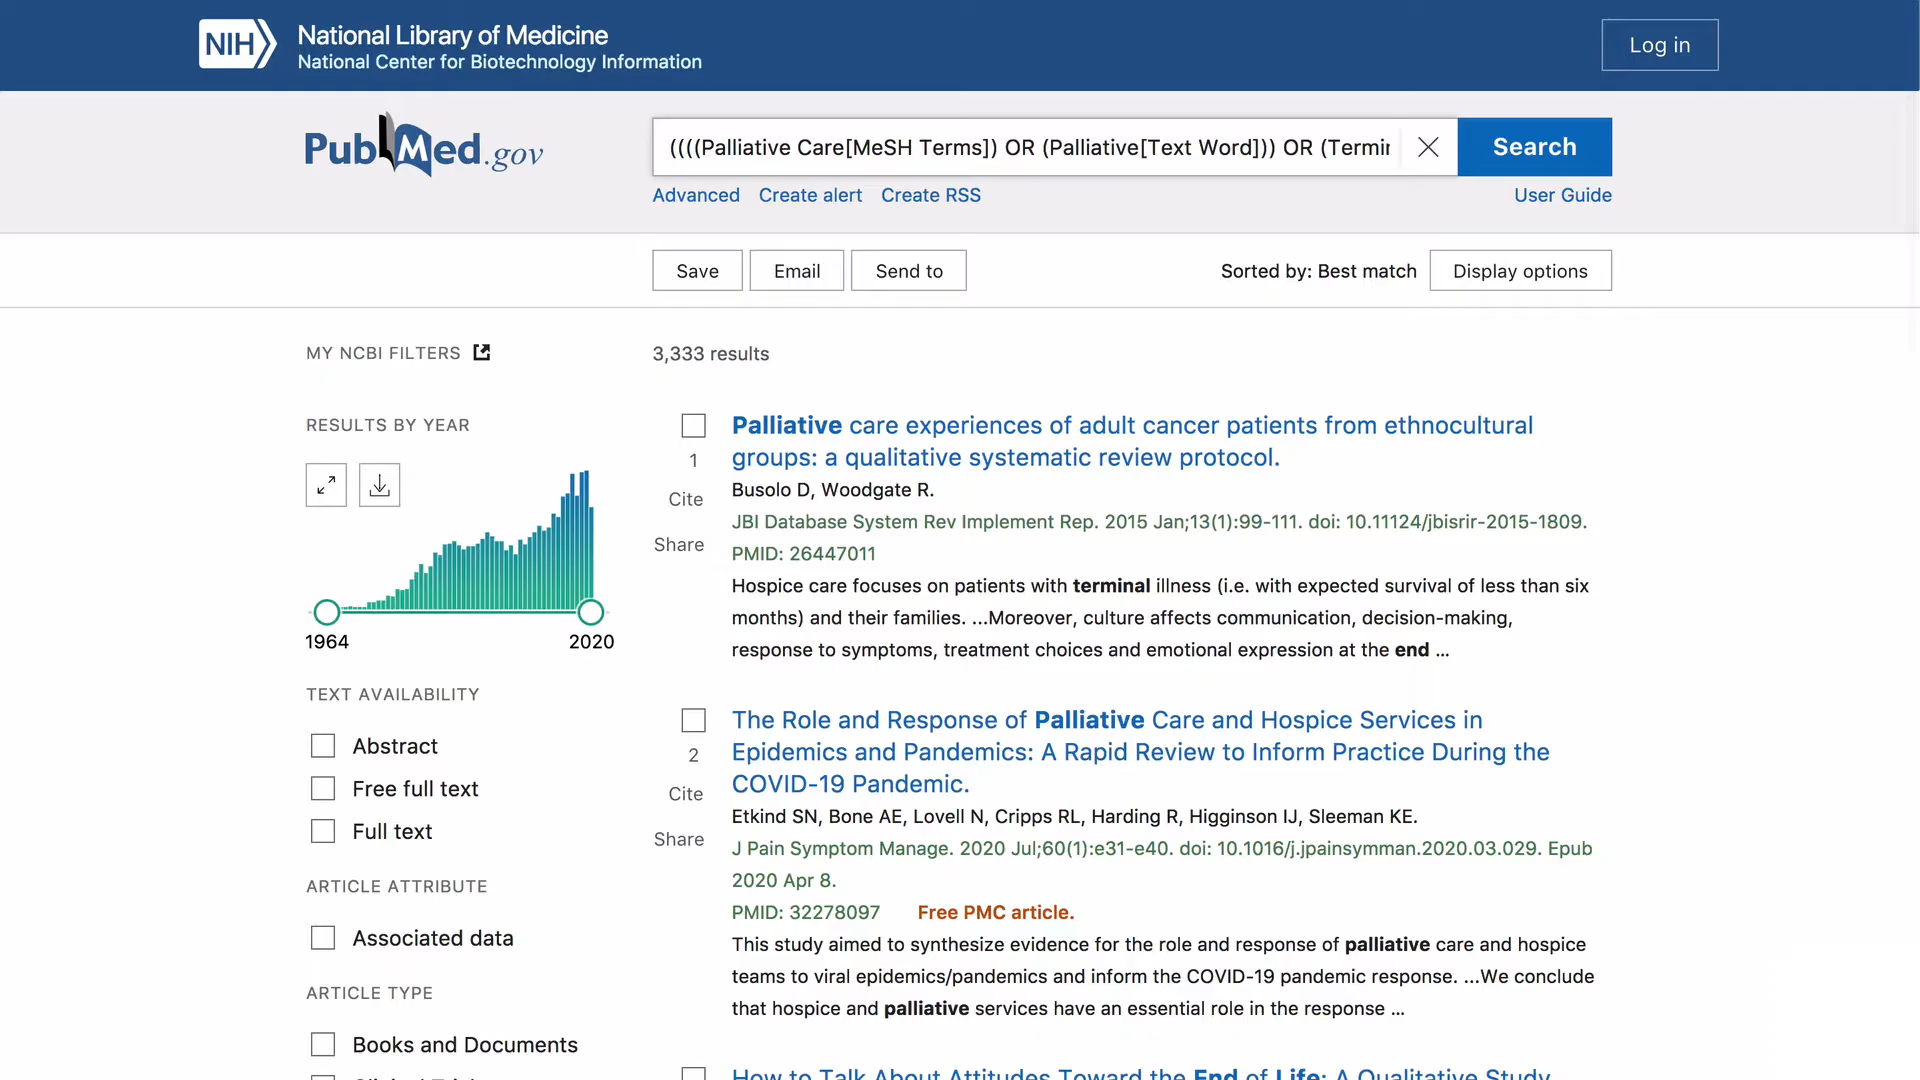 NIH
National Library of Medicine
National Center for Biotechnology Information
Log in
PubMed.gov
((((Palliative Care[MeSH Terms]) OR (Palliative[Text Word])) OR (Termin
Search
Advanced
Create alert
Create RSS
User Guide
Save
Email
Send to
Sorted by: Best match
Display options
MY NCBI FILTERS
3,333 results
RESULTS BY YEAR
1964
2020
TEXT AVAILABILITY
Abstract
Free full text
Full text
ARTICLE ATTRIBUTE
Associated data
ARTICLE TYPE
Books and Documents
1
Cite
Share
Palliative care experiences of adult cancer patients from ethnocultural
groups: a qualitative systematic review protocol.
Busolo D, Woodgate R.
JBI Database System Rev Implement Rep. 2015 Jan;13(1):99-111. doi: 10.11124/jbisrir-2015-1809.
PMID: 26447011
Hospice care focuses on patients with terminal illness (i.e. with expected survival of less than six
months) and their families. ...Moreover, culture affects communication, decision-making,
response to symptoms, treatment choices and emotional expression at the end ...
2
Cite
Share
The Role and Response of Palliative Care and Hospice Services in
Epidemics and Pandemics: A Rapid Review to Inform Practice During the
COVID-19 Pandemic.
Etkind SN, Bone AE, Lovell N, Cripps RL, Harding R, Higginson IJ, Sleeman KE.
J Pain Symptom Manage. 2020 Jul;60(1):e31-e40. doi: 10.1016/j.jpainsymman.2020.03.029. Epub
2020 Apr 8.
PMID: 32278097
Free PMC article.
This study aimed to synthesize evidence for the role and response of palliative care and hospice
teams to viral epidemics/pandemics and inform the COVID-19 pandemic response. ...We conclude
that hospice and palliative services have an essential role in the response ...
How to Talk About Attitudes Toward the End of Life: A Qualitative Study